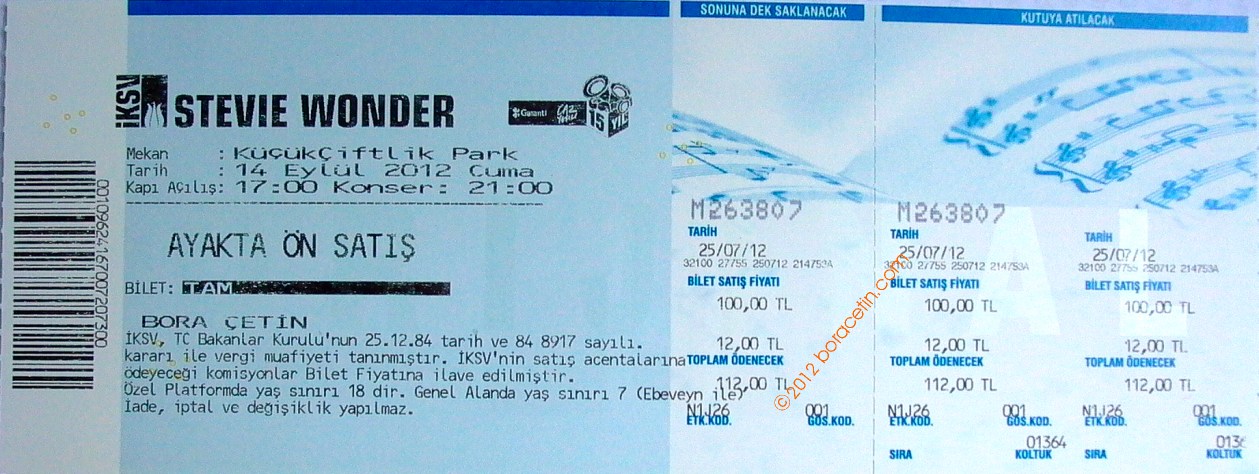 SONUNA DEK SAKLANACAK
KUTUYA ATILACAK
İKSV STEVIE WONDER
Garanti CAZ YEŞİLİ 15 YIL
Mekan : KüçükÇiftlik Park
Tarih : 14 Eylül 2012 Cuma
Kapı Açılış: 17:00 Konser: 21:00
AYAKTA ÖN SATIŞ
BİLET: TAM
BORA ÇETİN
İKSV, TC Bakanlar Kurulu'nun 25.12.84 tarih ve 84 8917 sayılı.
kararı ile vergi muafiyeti tanınmıştır. İKSV'nin satış acentalarına
ödeyeceği komisyonlar Bilet Fiyatına ilave edilmiştir.
Özel Platformda yaş sınırı 18 dir. Genel Alanda yaş sınırı 7 (Ebeveyn ile)
İade, iptal ve değişiklik yapılmaz.
00109624167007207300
M263807
TARİH
25/07/12
32100 27755 250712 214753A
BİLET SATIŞ FİYATI
100,00 TL
12,00 TL
TOPLAM ÖDENECEK
112,00 TL
N1J26 001
ETK.KOD. GÖS.KOD.
M263807
TARİH
25/07/12
32100 27755 250712 214753A
BİLET SATIŞ FİYATI
100,00 TL
12,00 TL
TOPLAM ÖDENECEK
112,00 TL
N1J26 001
ETK.KOD. GÖS.KOD.
01364
SIRA KOLTUK
TARİH
25/07/12
32100 27755 250712 214753A
BİLET SATIŞ FİYATI
100,00 TL
12,00 TL
TOPLAM ÖDENECEK
112,00 TL
N1J26 001
ETK.KOD. GÖS.KOD.
SIRA KOLTUK
© 2012 boracetin.com